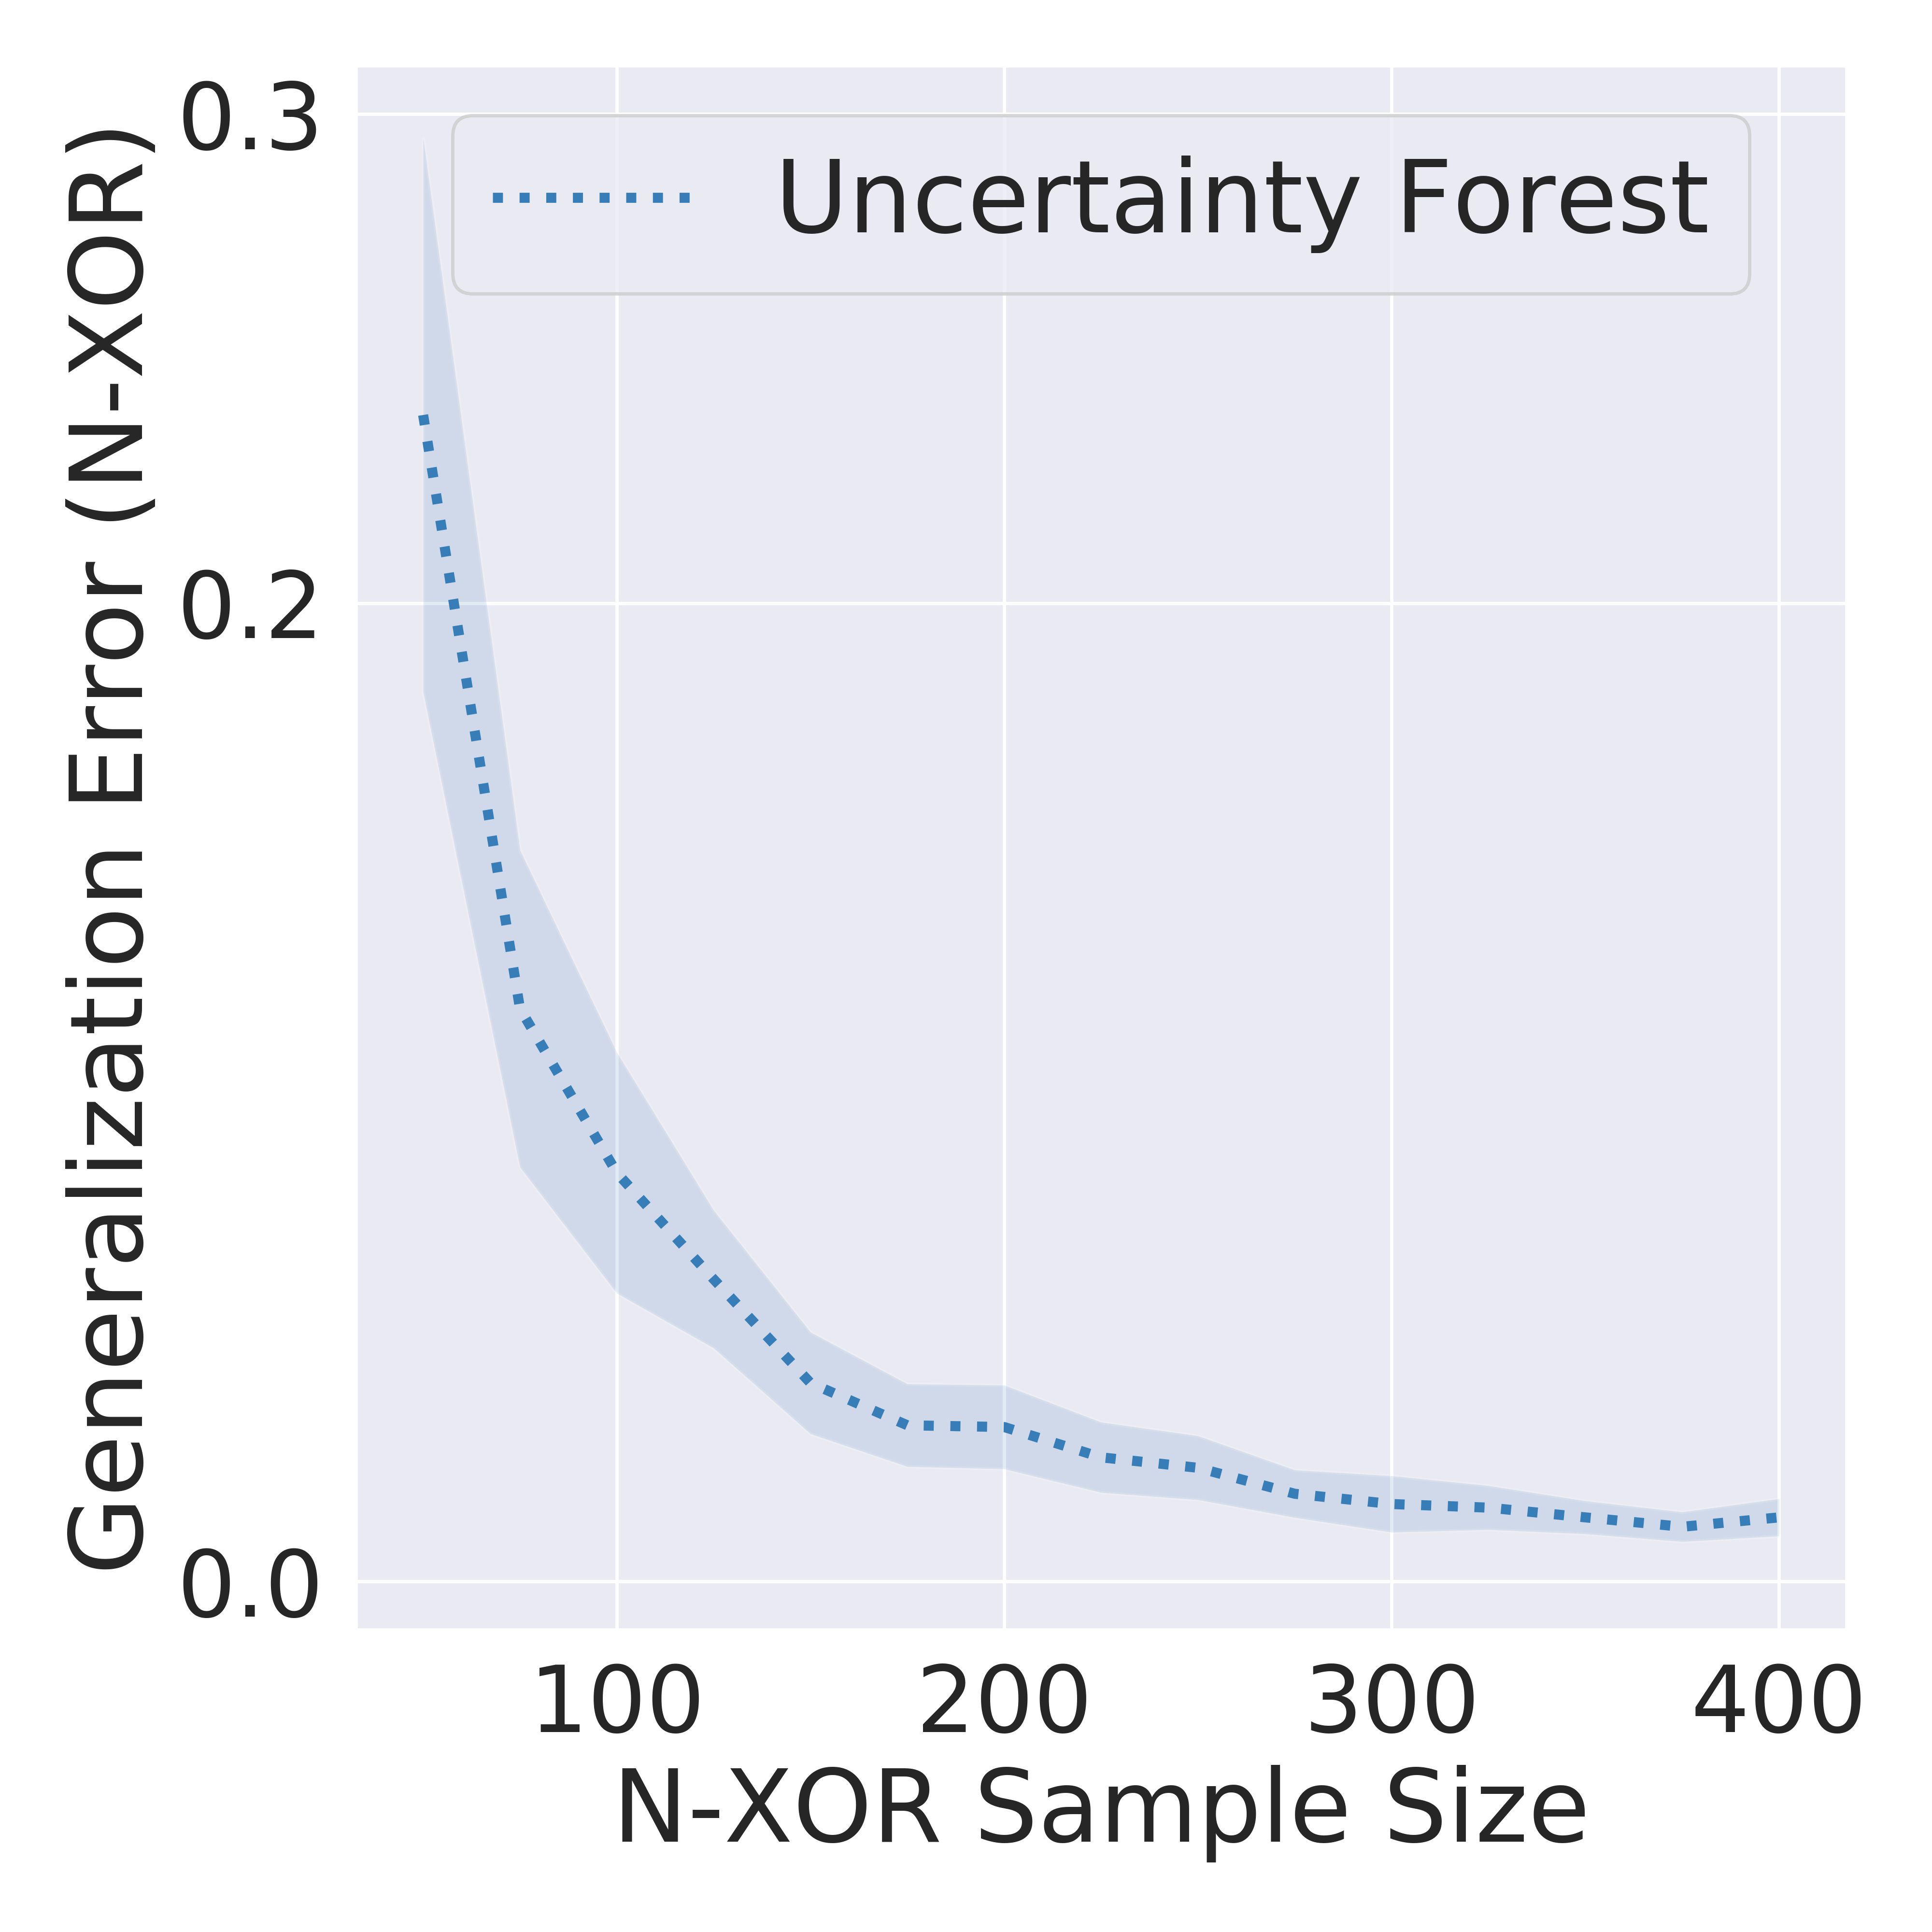 Generalization Error (N-XOR)
0.3
0.2
0.0
Uncertainty Forest
100 200 300 400
N-XOR Sample Size